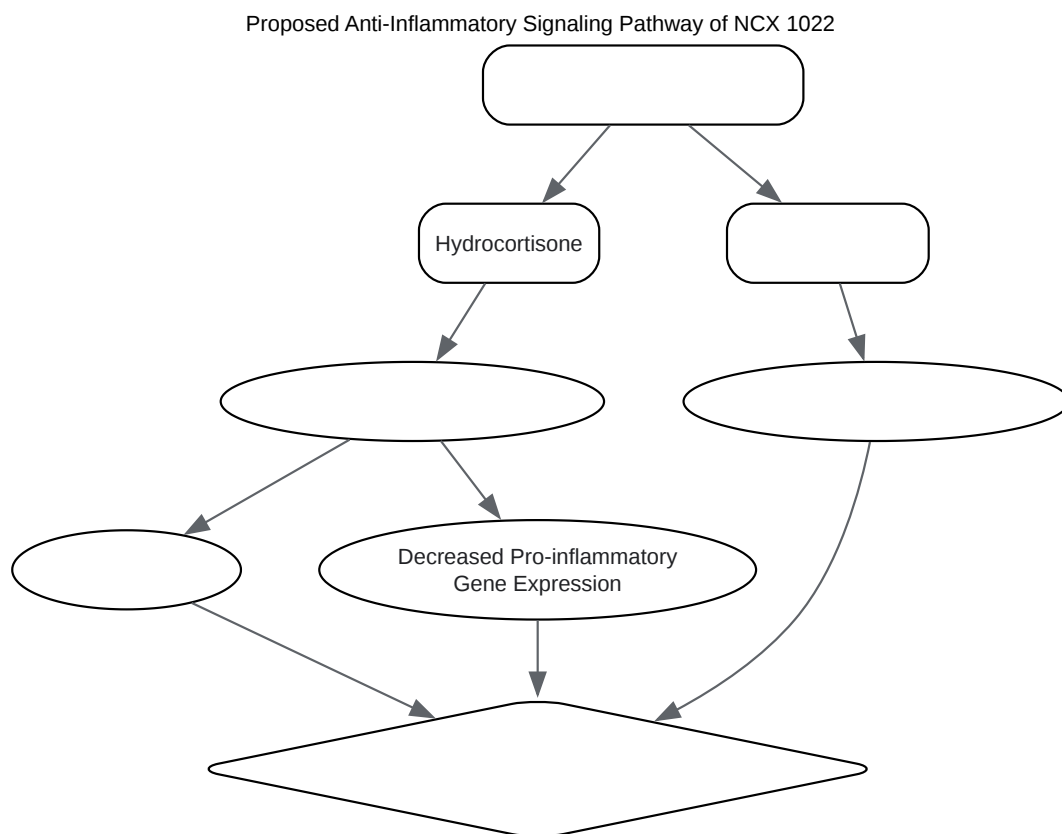 Proposed Anti-Inflammatory Signaling Pathway of NCX 1022
Hydrocortisone
Decreased Pro-inflammatory
Gene Expression